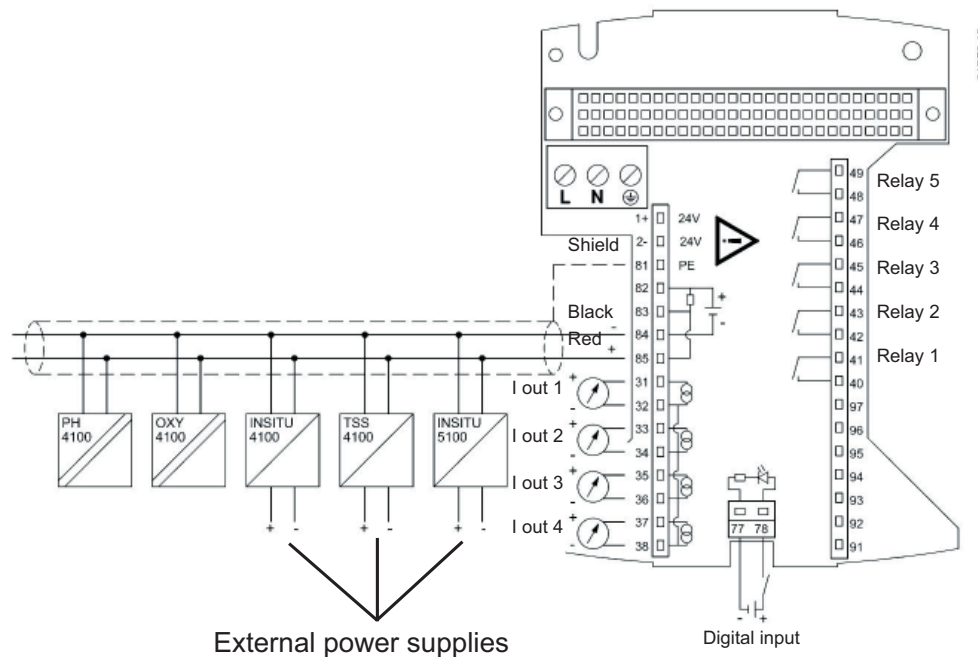 L N
1+ 24V
Shield 2- 24V
81 PE
82
+
Black 83
-
- 84
Red + 85
I out 1 + 31
- 32
I out 2 + 33
- 34
I out 3 + 35
- 36
I out 4 + 37
- 38
49 Relay 5
48
47 Relay 4
46
45 Relay 3
44
43 Relay 2
42
41 Relay 1
40
97
96
95
94
93
92
91
77 78
- +
Digital input
PH
4100
OXY
4100
INSITU
4100
TSS
4100
INSITU
5100
+ - + - + -
External power supplies